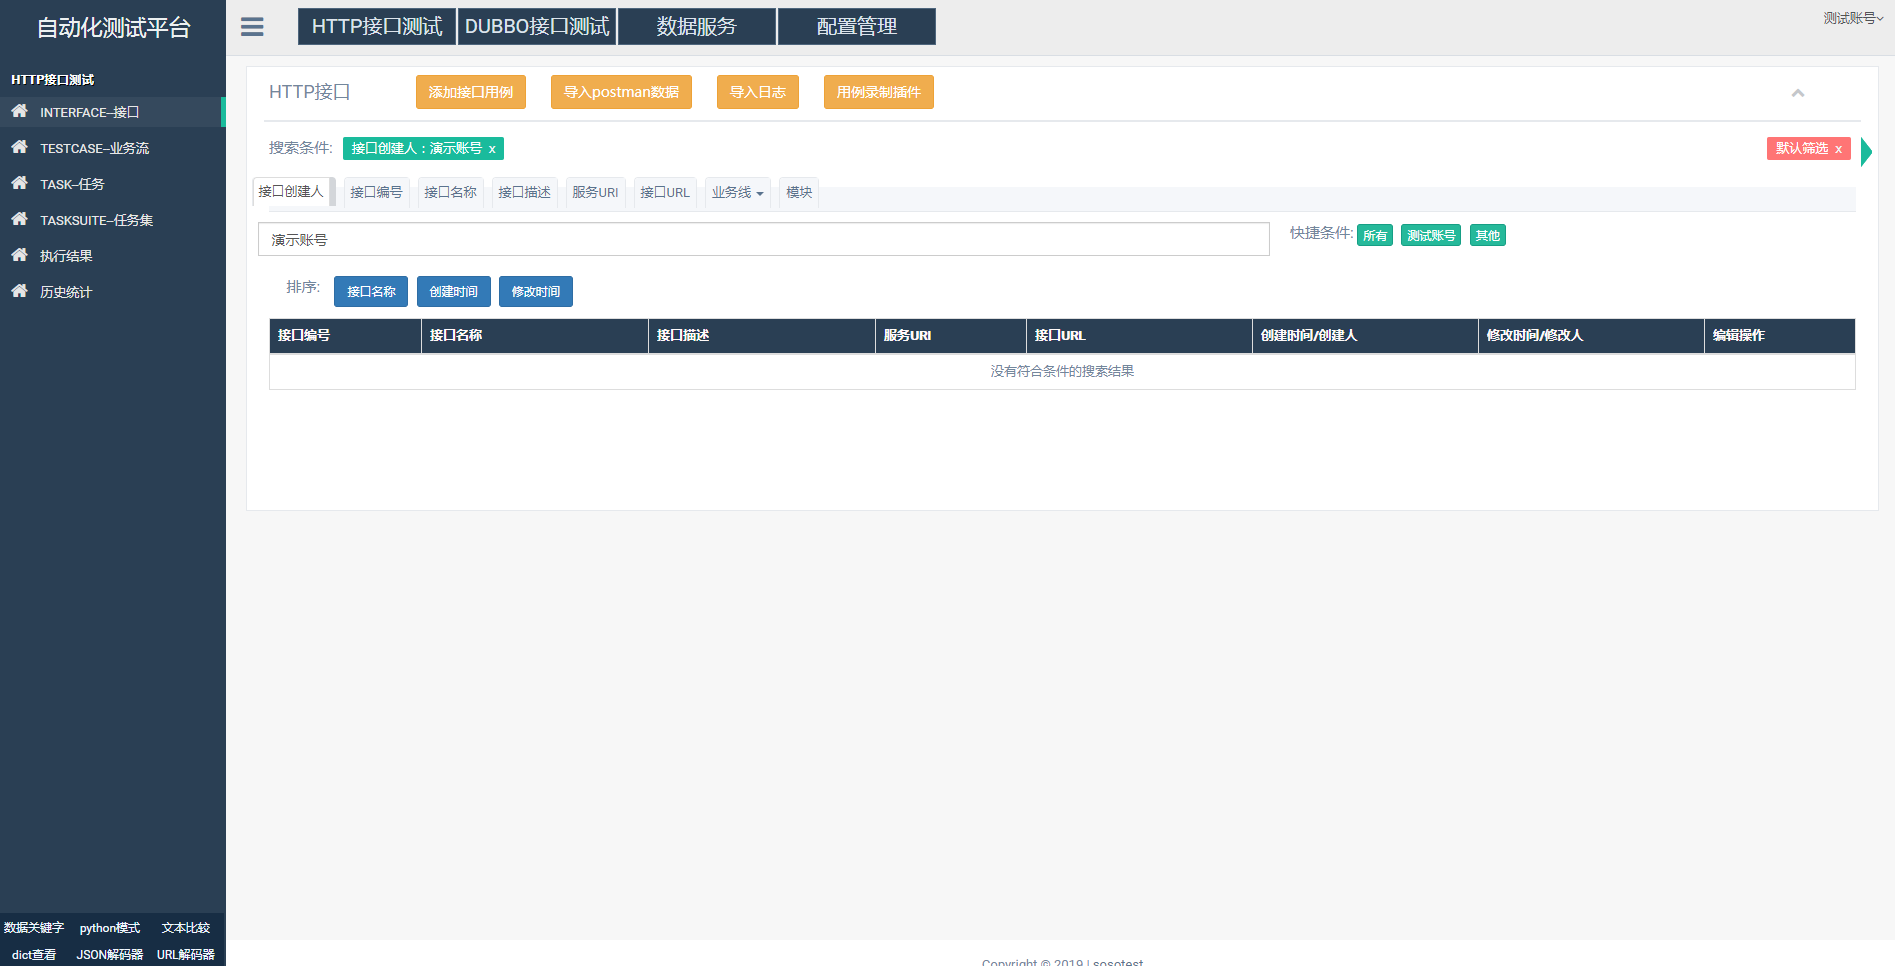 自动化测试平台
HTTP接口测试
INTERFACE--接口
TESTCASE--业务流
TASK--任务
TASKSUITE--任务集
执行结果
历史统计
数据关键字 python模式 文本比较
dict查看 JSON解码器 URL解码器
HTTP接口测试 DUBBO接口测试 数据服务 配置管理
测试账号
HTTP接口 添加接口用例 导入postman数据 导入日志 用例录制插件
搜索条件: 接口创建人：演示账号 x 默认筛选 x
接口创建人 接口编号 接口名称 接口描述 服务URI 接口URL 业务线 模块
演示账号 快捷条件: 所有 测试账号 其他
排序: 接口名称 创建时间 修改时间
接口编号 接口名称 接口描述 服务URI 接口URL 创建时间/创建人 修改时间/修改人 编辑操作
没有符合条件的搜索结果
Copyright © 2019 | sosotest